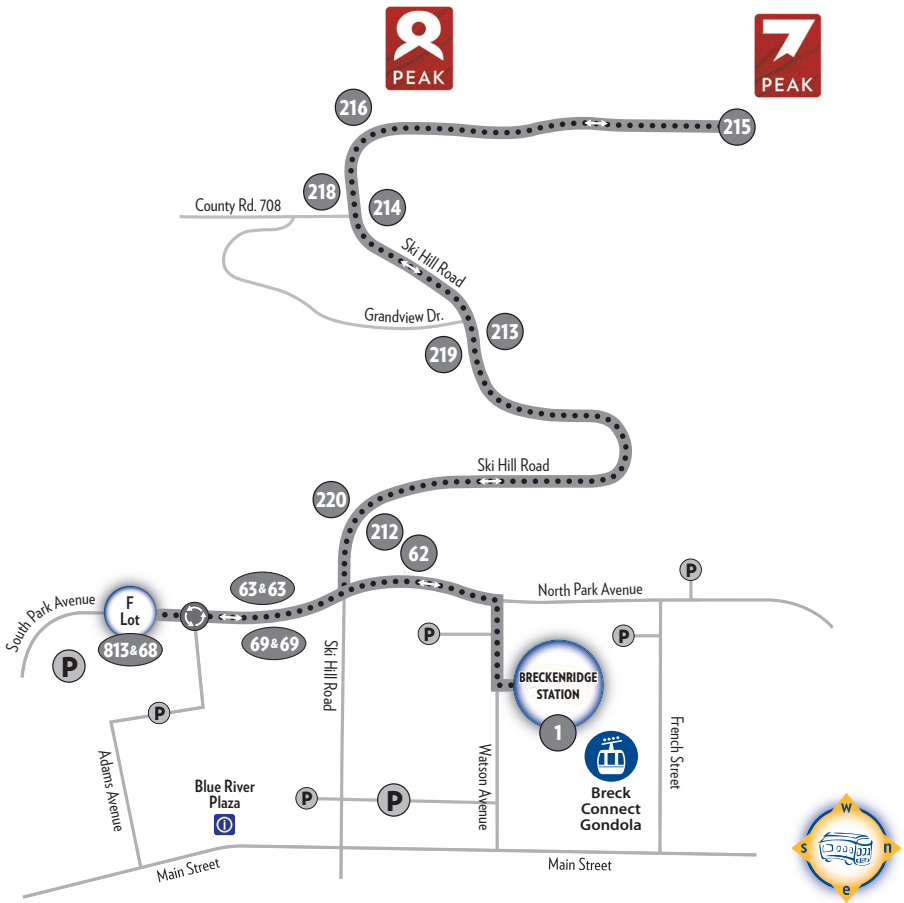 8
PEAK
7
PEAK
216
215
218
214
County Rd. 708
Ski Hill Road
Grandview Dr.
213
219
Ski Hill Road
220
212
62
63&63
P
North Park Avenue
South Park Avenue
F
Lot
813&68
69&69
P
P
P
Ski Hill Road
BRECKENRIDGE
STATION
1
P
Adams Avenue
Watson Avenue
French Street
Blue River
Plaza
i
P
P
Breck
Connect
Gondola
Main Street
Main Street
w
s
n
e